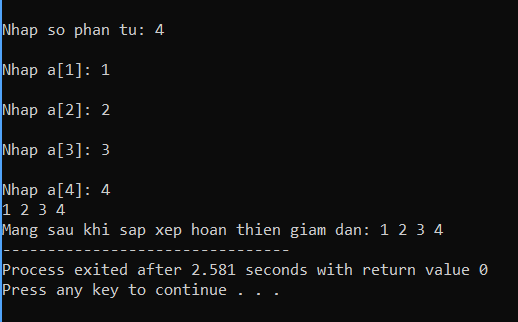 Nhap so phan tu: 4
Nhap a[1]: 1
Nhap a[2]: 2
Nhap a[3]: 3
Nhap a[4]: 4
1 2 3 4
Mang sau khi sap xep hoan thien giam dan: 1 2 3 4
--------------------------------
Process exited after 2.581 seconds with return value 0
Press any key to continue . . .